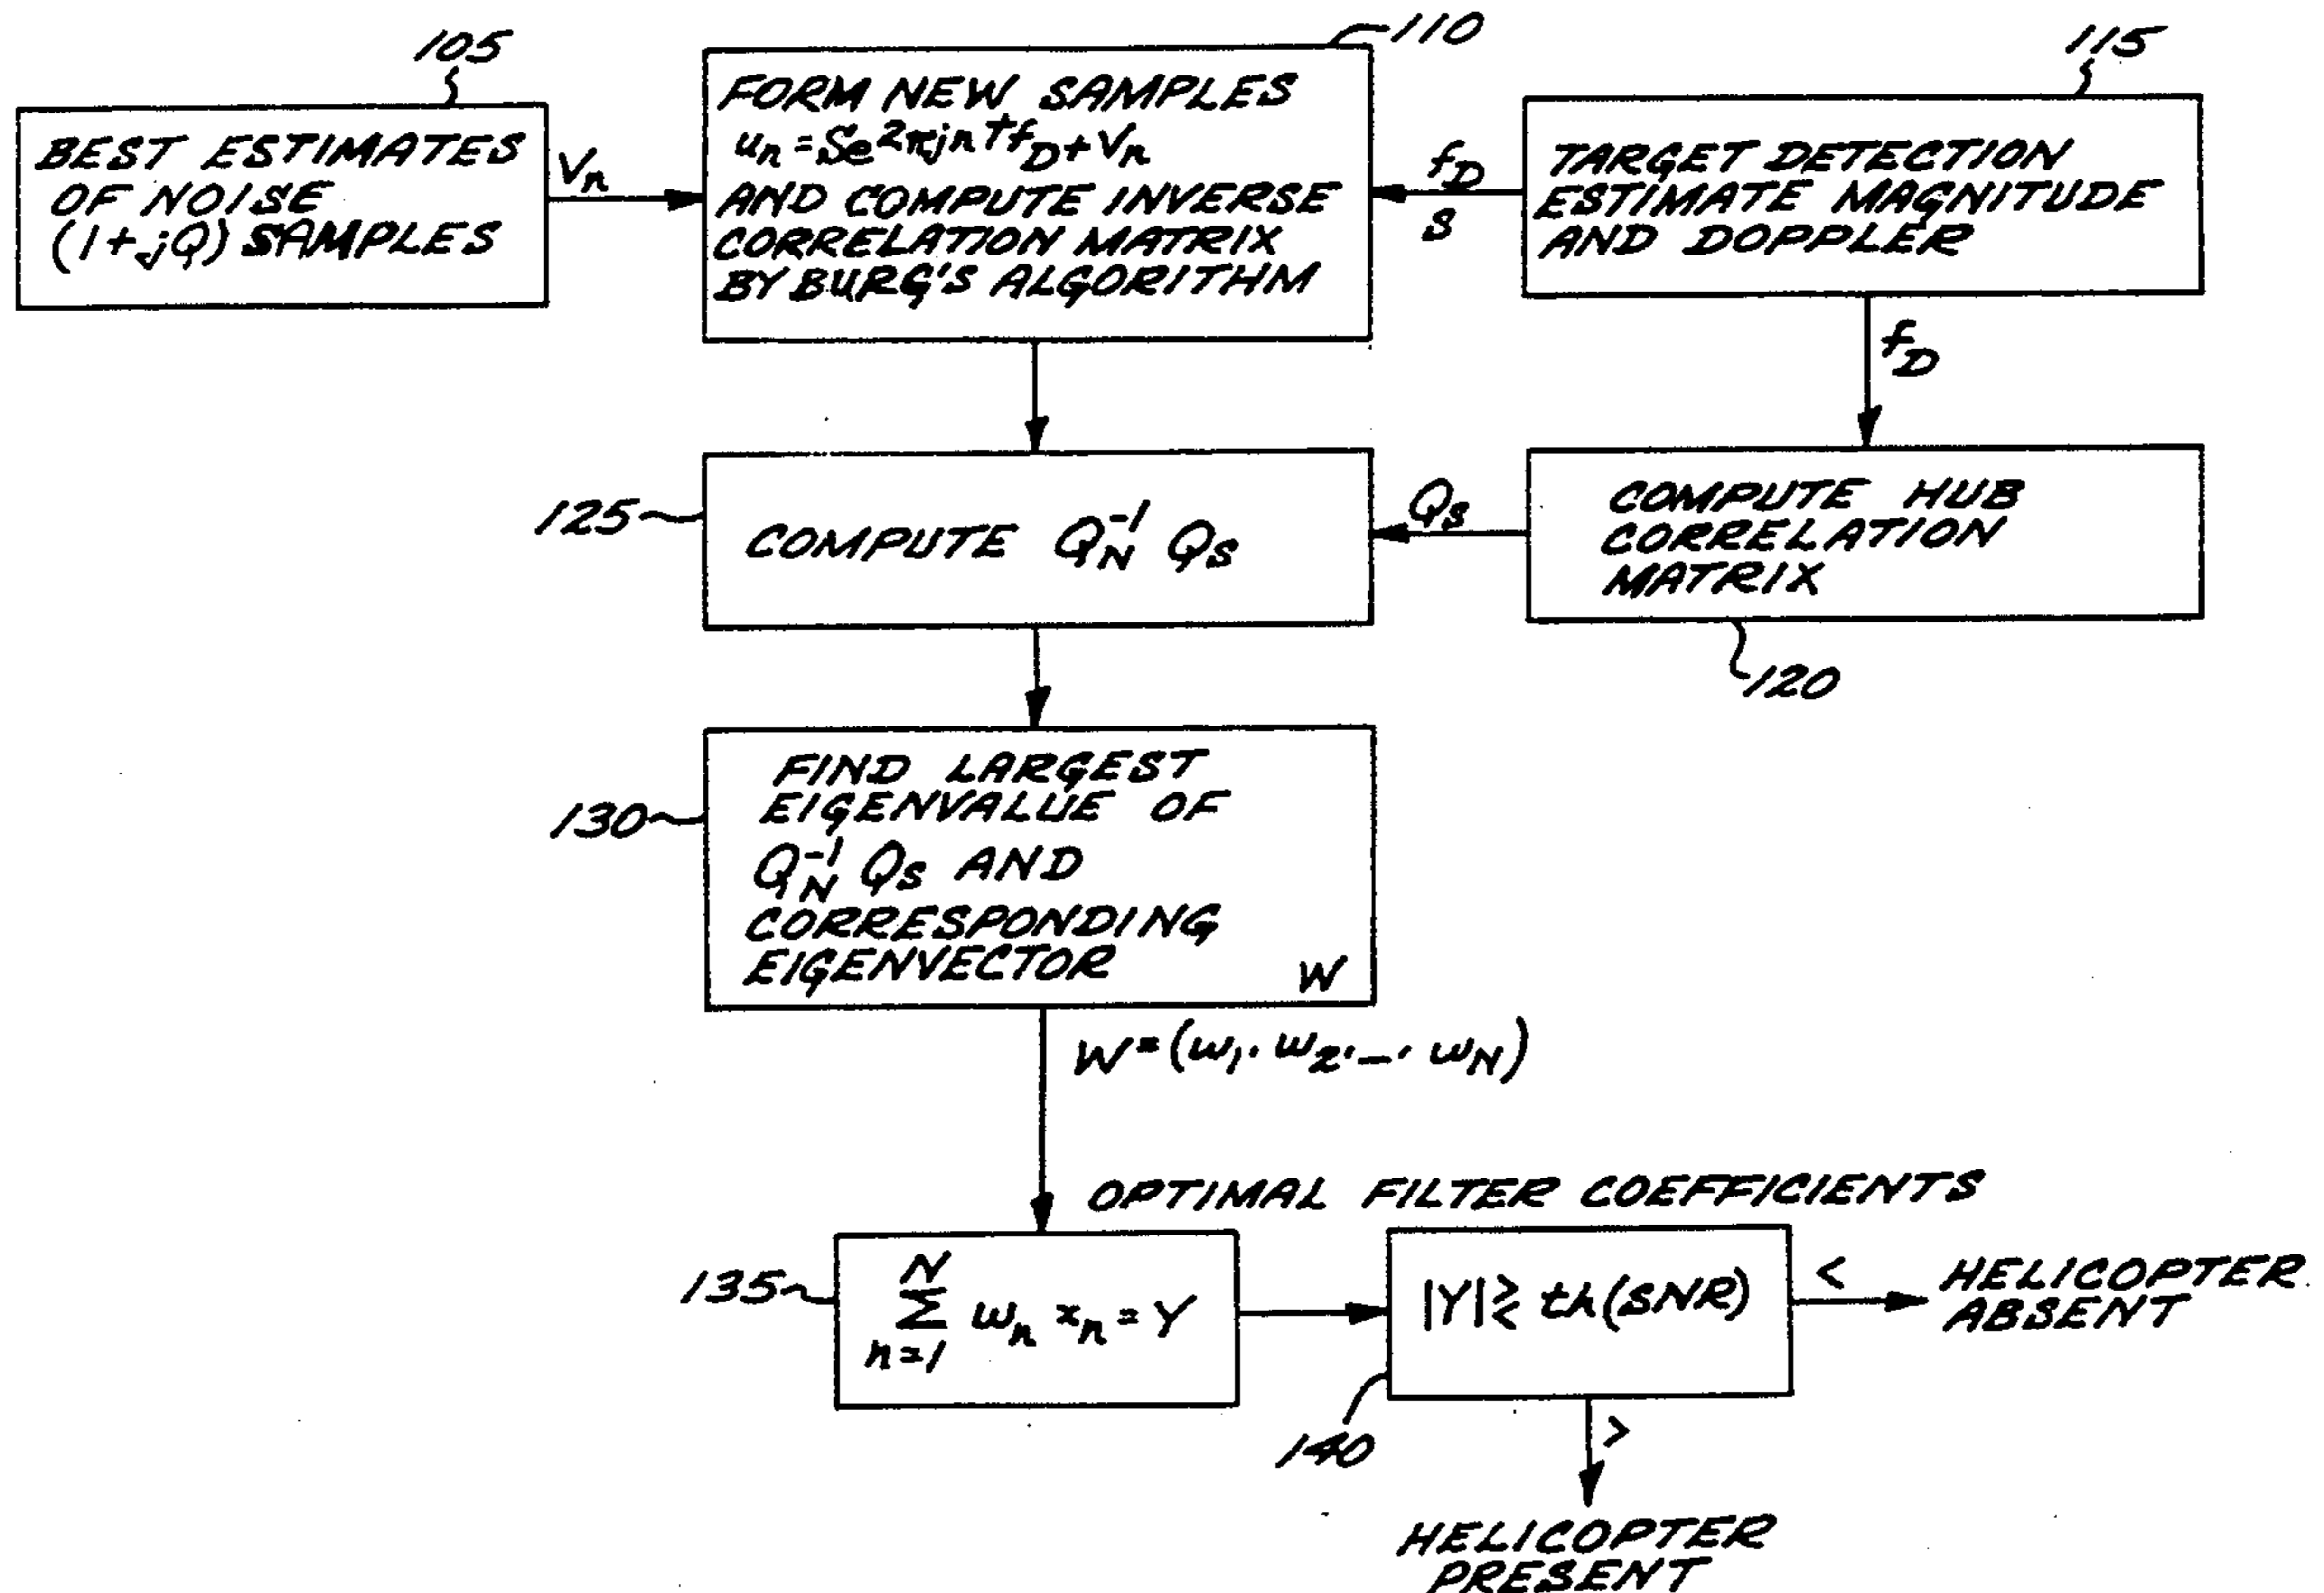 105
BEST ESTIMATES
OF NOISE
(1+jQ) SAMPLES
Vn
110
FORM NEW SAMPLES
un = Se^2πjnTfD + Vn
AND COMPUTE INVERSE
CORRELATION MATRIX
BY BURG'S ALGORITHM
fD
S
115
TARGET DETECTION
ESTIMATE MAGNITUDE
AND DOPPLER
fD
125
COMPUTE QN^-1 QS
QS
COMPUTE HUB
CORRELATION
MATRIX
120
130
FIND LARGEST
EIGENVALUE OF
QN^-1 QS AND
CORRESPONDING
EIGENVECTOR W
W=(w1, w2,–, wN)
OPTIMAL FILTER COEFFICIENTS
135
N
Σ wn xn = Y
n=1
140
|Y| ≷ th(SNR)
<
HELICOPTER
ABSENT
>
HELICOPTER
PRESENT